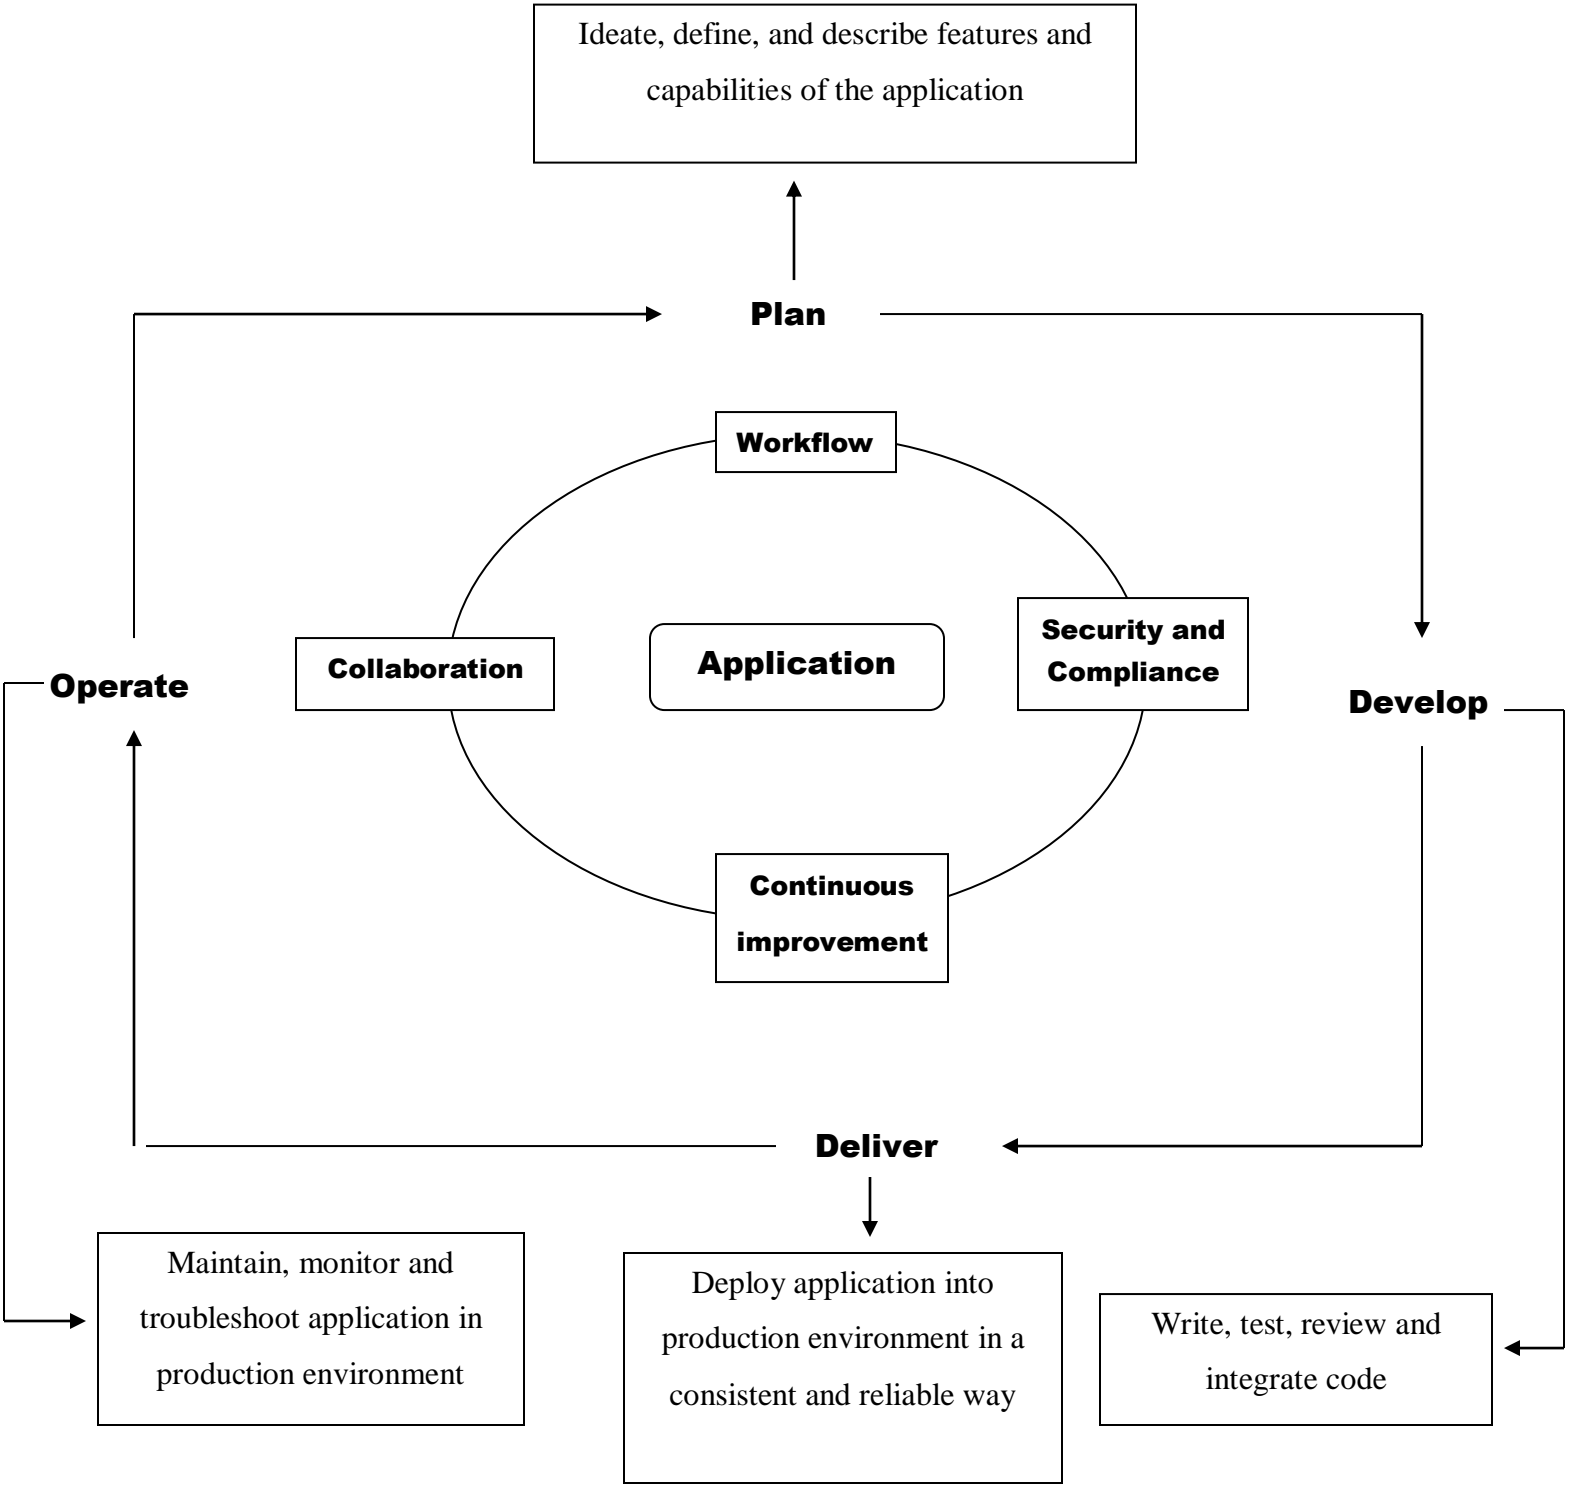 Ideate, define, and describe features and
capabilities of the application
Plan
Workflow
Security and
Compliance
Collaboration
Application
Operate
Develop
Continuous
improvement
Deliver
Maintain, monitor and
troubleshoot application in
production environment
Deploy application into
production environment in a
consistent and reliable way
Write, test, review and
integrate code